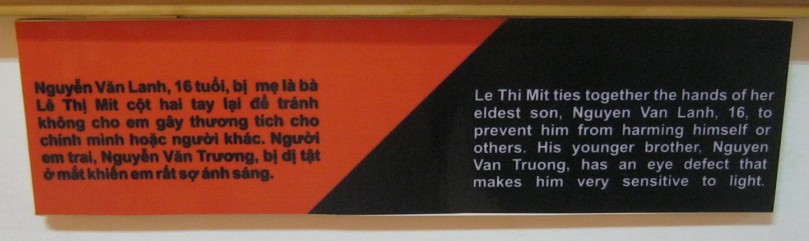 Nguyễn Văn Lanh, 16 tuổi, bị mẹ là bà
Lê Thị Mít cột hai tay lại để tránh
không cho em gây thương tích cho
chính mình hoặc người khác. Người
em trai, Nguyễn Văn Trương, bị dị tật
ở mắt khiến em rất sợ ánh sáng.
Le Thi Mit ties together the hands of her
eldest son, Nguyen Van Lanh, 16, to
prevent him from harming himself or
others. His younger brother, Nguyen
Van Truong, has an eye defect that
makes him very sensitive to light.